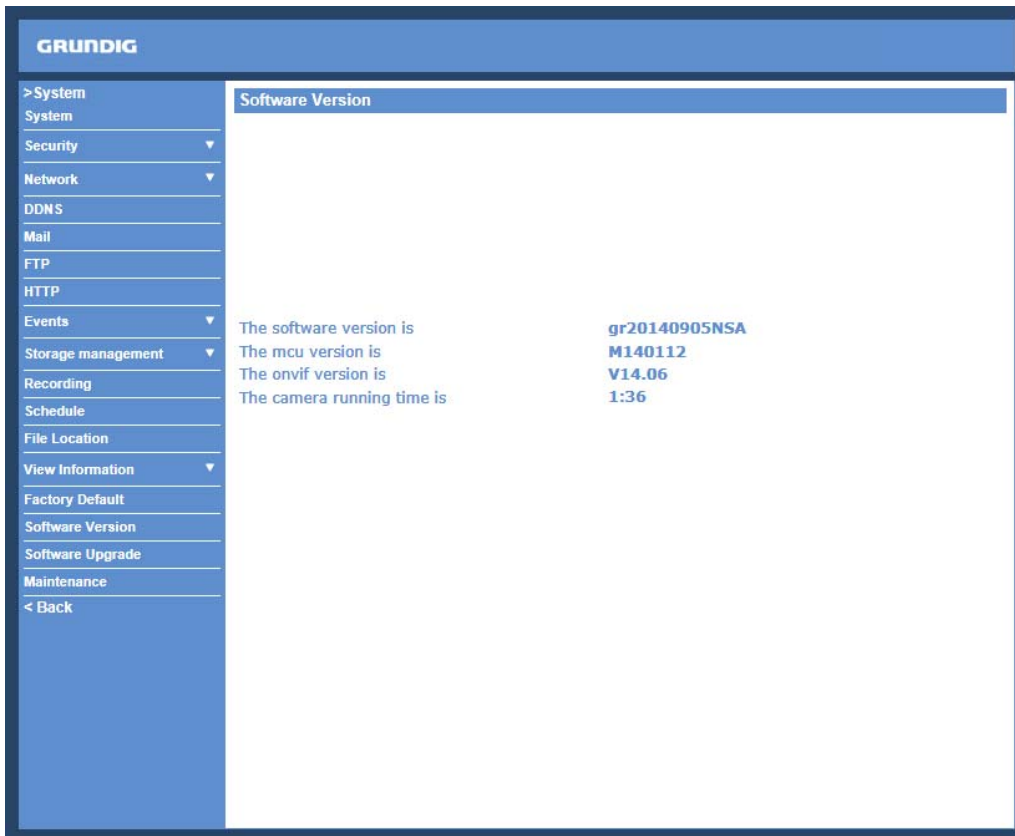 GRUNDIG
>System
System
Security
Network
DDNS
Mail
FTP
HTTP
Events
Storage management
Recording
Schedule
File Location
View Information
Factory Default
Software Version
Software Upgrade
Maintenance
< Back
Software Version
The software version is gr20140905NSA
The mcu version is M140112
The onvif version is V14.06
The camera running time is 1:36